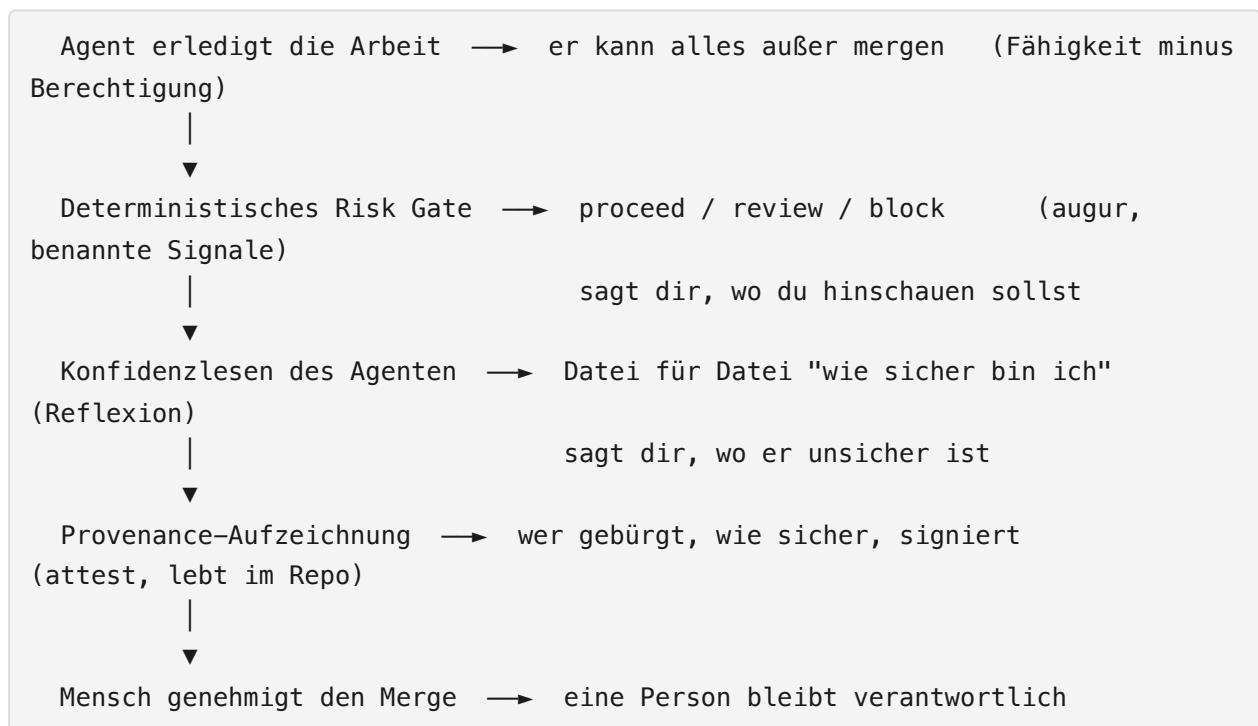 Agent erledigt die Arbeit ──→ er kann alles außer mergen (Fähigkeit minus
Berechtigung)
│
▼
Deterministisches Risk Gate ──→ proceed / review / block (augur,
benannte Signale)
│ sagt dir, wo du hinschauen sollst
▼
Konfidenzlesen des Agenten ──→ Datei für Datei "wie sicher bin ich"
(Reflexion)
│ sagt dir, wo er unsicher ist
▼
Provenance-Aufzeichnung ──→ wer gebürgt, wie sicher, signiert
(attest, lebt im Repo)
│
▼
Mensch genehmigt den Merge ──→ eine Person bleibt verantwortlich